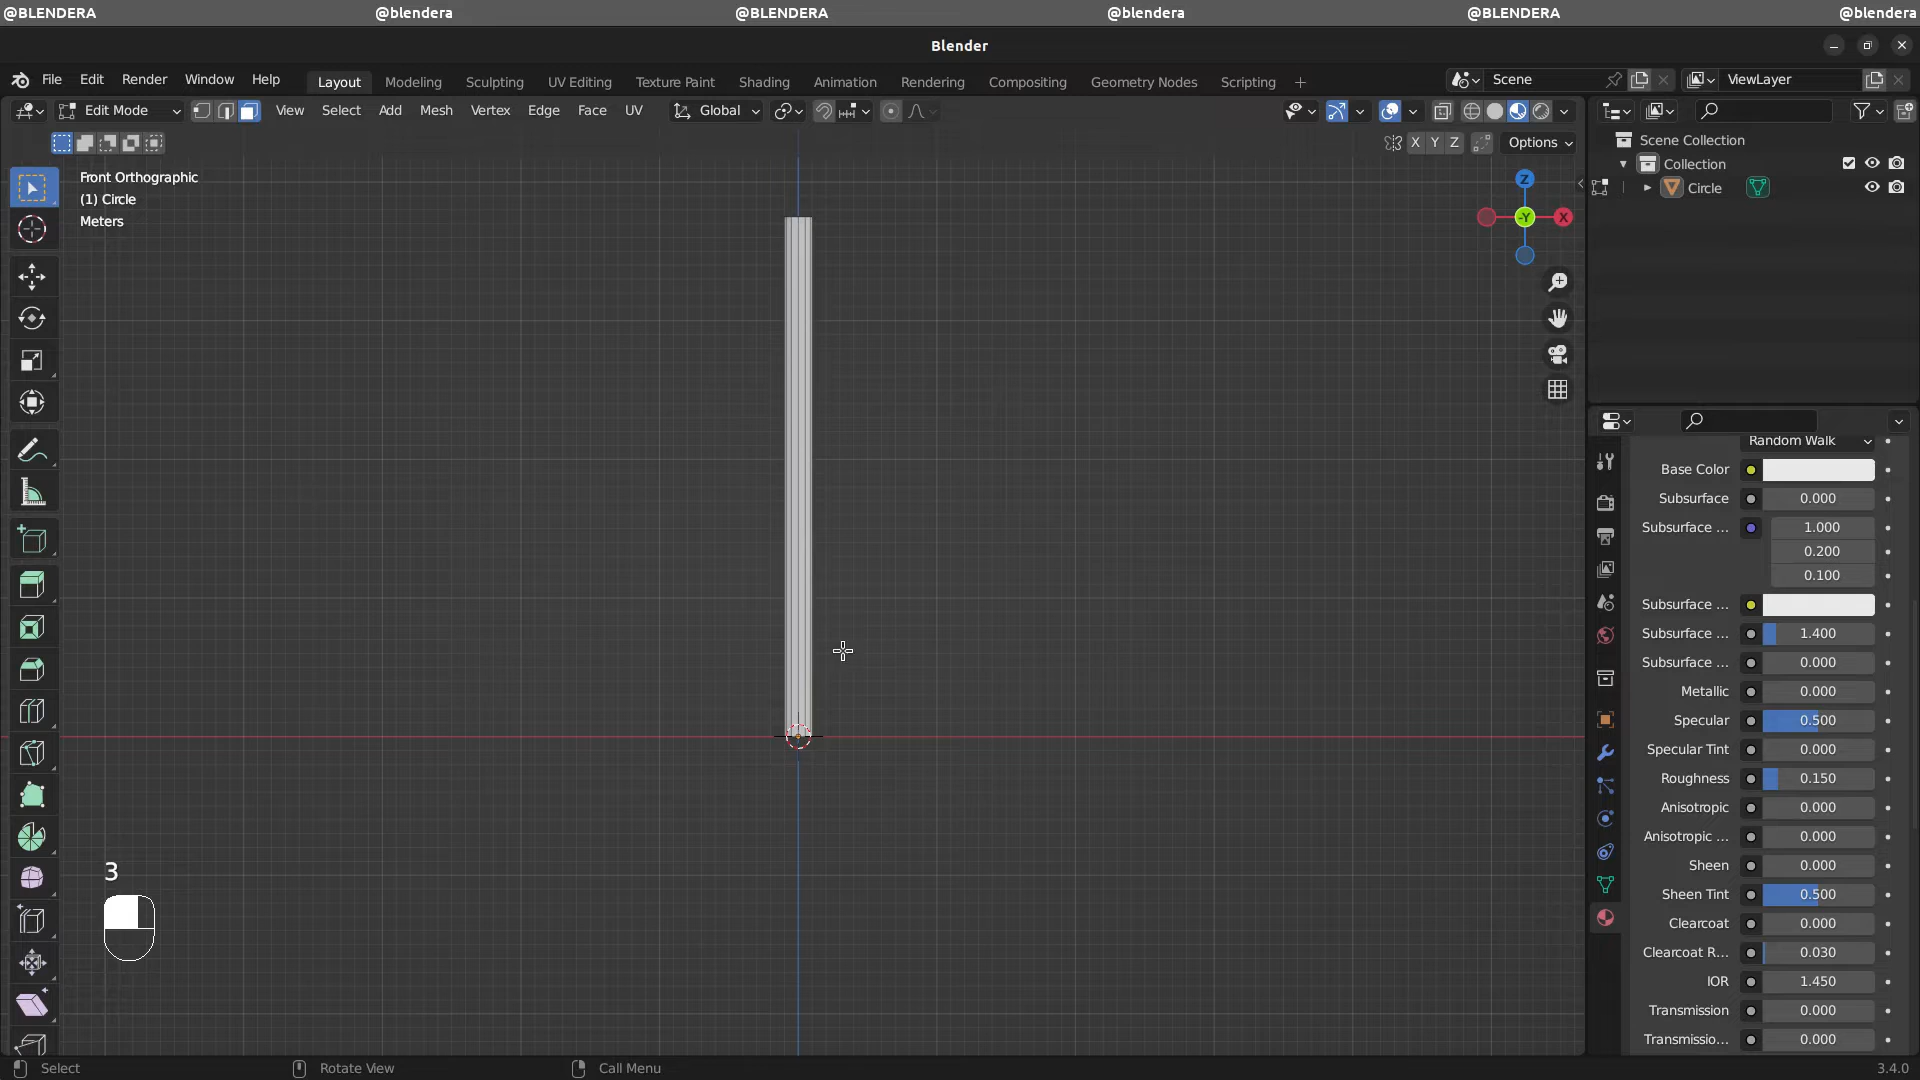 @BLENDERA @blendera @BLENDERA @blendera @BLENDERA @blendera
Blender
File Edit Render Window Help Layout Modeling Sculpting UV Editing Texture Paint Shading Animation Rendering Compositing Geometry Nodes Scripting + Scene ViewLayer
Edit Mode View Select Add Mesh Vertex Edge Face UV Global
X Y Z Options
Front Orthographic
(1) Circle
Meters
Z
-Y X
Scene Collection
Collection
Circle
Random Walk
Base Color
Subsurface 0.000
Subsurface ... 1.000
0.200
0.100
Subsurface ...
Subsurface ... 1.400
Subsurface ... 0.000
Metallic 0.000
Specular 0.500
Specular Tint 0.000
Roughness 0.150
Anisotropic 0.000
Anisotropic ... 0.000
Sheen 0.000
Sheen Tint 0.500
Clearcoat 0.000
Clearcoat R... 0.030
IOR 1.450
Transmission 0.000
Transmissio... 0.000
3
Select Rotate View Call Menu 3.4.0